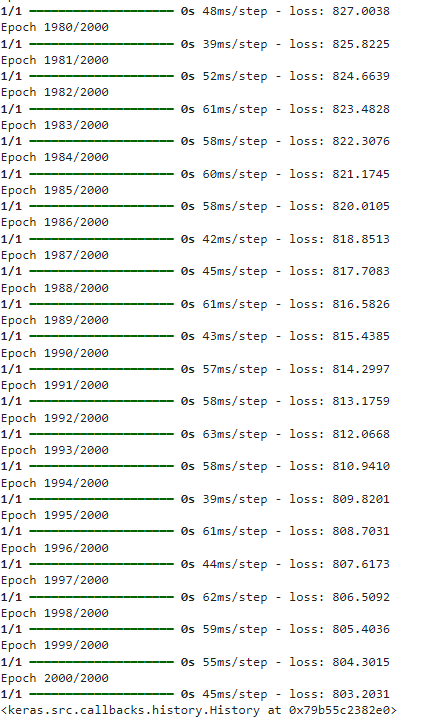 1/1 ━━━━━━━━━━━━━━━━━━━━ 0s 48ms/step - loss: 827.0038
Epoch 1980/2000
1/1 ━━━━━━━━━━━━━━━━━━━━ 0s 39ms/step - loss: 825.8225
Epoch 1981/2000
1/1 ━━━━━━━━━━━━━━━━━━━━ 0s 52ms/step - loss: 824.6639
Epoch 1982/2000
1/1 ━━━━━━━━━━━━━━━━━━━━ 0s 61ms/step - loss: 823.4828
Epoch 1983/2000
1/1 ━━━━━━━━━━━━━━━━━━━━ 0s 58ms/step - loss: 822.3076
Epoch 1984/2000
1/1 ━━━━━━━━━━━━━━━━━━━━ 0s 60ms/step - loss: 821.1745
Epoch 1985/2000
1/1 ━━━━━━━━━━━━━━━━━━━━ 0s 58ms/step - loss: 820.0105
Epoch 1986/2000
1/1 ━━━━━━━━━━━━━━━━━━━━ 0s 42ms/step - loss: 818.8513
Epoch 1987/2000
1/1 ━━━━━━━━━━━━━━━━━━━━ 0s 45ms/step - loss: 817.7083
Epoch 1988/2000
1/1 ━━━━━━━━━━━━━━━━━━━━ 0s 61ms/step - loss: 816.5826
Epoch 1989/2000
1/1 ━━━━━━━━━━━━━━━━━━━━ 0s 43ms/step - loss: 815.4385
Epoch 1990/2000
1/1 ━━━━━━━━━━━━━━━━━━━━ 0s 57ms/step - loss: 814.2997
Epoch 1991/2000
1/1 ━━━━━━━━━━━━━━━━━━━━ 0s 58ms/step - loss: 813.1759
Epoch 1992/2000
1/1 ━━━━━━━━━━━━━━━━━━━━ 0s 63ms/step - loss: 812.0668
Epoch 1993/2000
1/1 ━━━━━━━━━━━━━━━━━━━━ 0s 58ms/step - loss: 810.9410
Epoch 1994/2000
1/1 ━━━━━━━━━━━━━━━━━━━━ 0s 39ms/step - loss: 809.8201
Epoch 1995/2000
1/1 ━━━━━━━━━━━━━━━━━━━━ 0s 61ms/step - loss: 808.7031
Epoch 1996/2000
1/1 ━━━━━━━━━━━━━━━━━━━━ 0s 44ms/step - loss: 807.6173
Epoch 1997/2000
1/1 ━━━━━━━━━━━━━━━━━━━━ 0s 62ms/step - loss: 806.5092
Epoch 1998/2000
1/1 ━━━━━━━━━━━━━━━━━━━━ 0s 59ms/step - loss: 805.4036
Epoch 1999/2000
1/1 ━━━━━━━━━━━━━━━━━━━━ 0s 55ms/step - loss: 804.3015
Epoch 2000/2000
1/1 ━━━━━━━━━━━━━━━━━━━━ 0s 45ms/step - loss: 803.2031
<keras.src.callbacks.history.History at 0x79b55c2382e0>